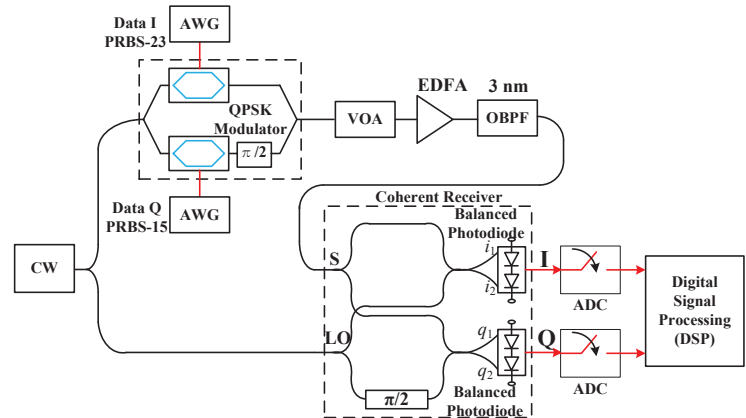 Data I
PRBS-23
AWG
QPSK
Modulator
π/2
Data Q
PRBS-15
AWG
VOA
EDFA
3 nm
OBPF
CW
Coherent Receiver
Balanced
Photodiode
S
i1
i2
I
ADC
LO
q1
q2
Q
ADC
π/2
Balanced
Photodiode
Digital
Signal
Processing
(DSP)